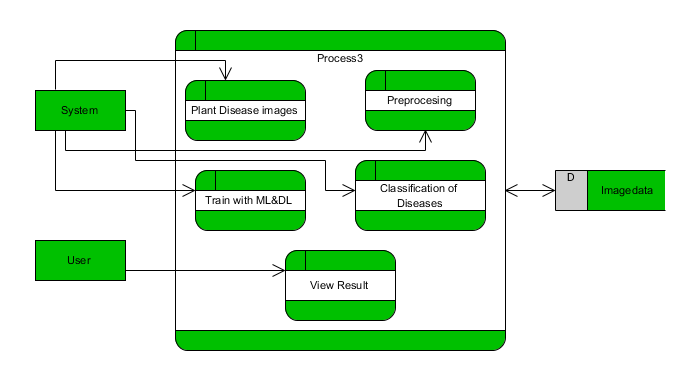 Process3
Plant Disease images
Preprocesing
System
Train with ML&DL
Classification of
Diseases
D
Imagedata
User
View Result